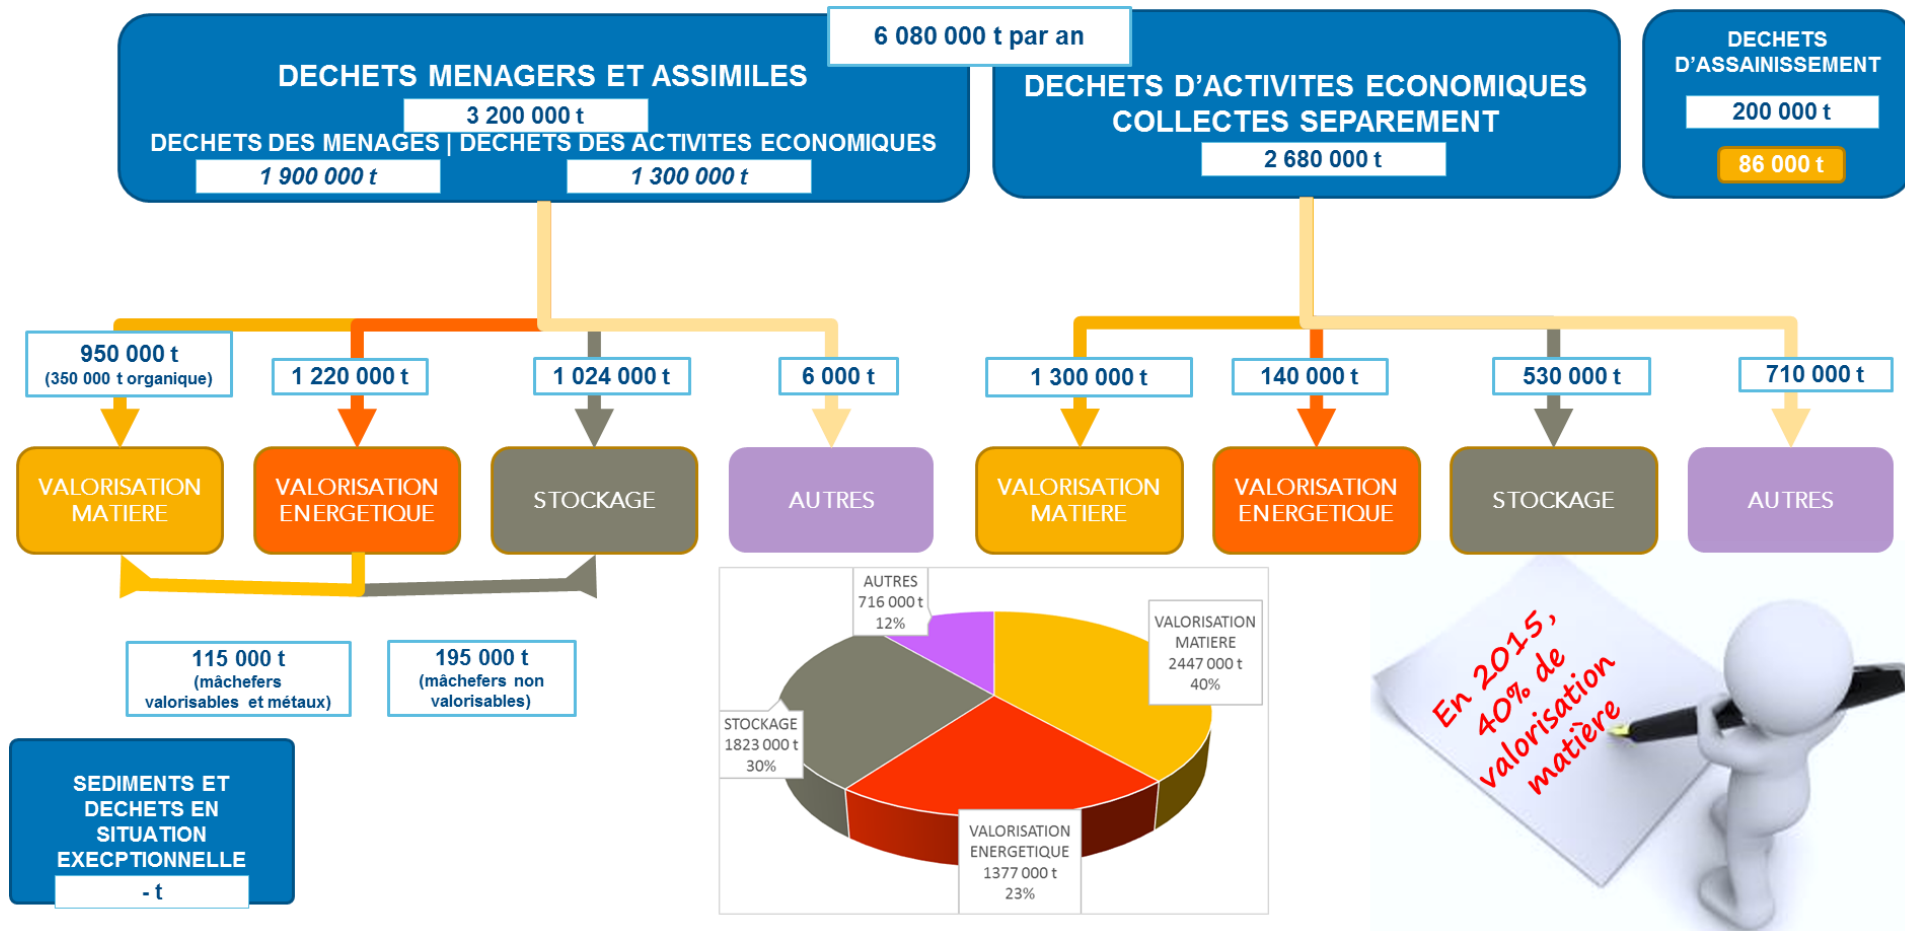 6 080 000 t par an
DECHETS MENAGERS ET ASSIMILES
3 200 000 t
DECHETS DES MENAGES | DECHETS DES ACTIVITES ECONOMIQUES
1 900 000 t
1 300 000 t
DECHETS D’ACTIVITES ECONOMIQUES
COLLECTES SEPAREMENT
2 680 000 t
DECHETS
D’ASSAINISSEMENT
200 000 t
86 000 t
950 000 t
(350 000 t organique)
1 220 000 t
1 024 000 t
6 000 t
1 300 000 t
140 000 t
530 000 t
710 000 t
VALORISATION
MATIERE
VALORISATION
ENERGETIQUE
STOCKAGE
AUTRES
VALORISATION
MATIERE
VALORISATION
ENERGETIQUE
STOCKAGE
AUTRES
115 000 t
(mâchefers
valorisables et métaux)
195 000 t
(mâchefers non
valorisables)
SEDIMENTS ET
DECHETS EN
SITUATION
EXECPTIONNELLE
- t
AUTRES
716 000 t
12%
VALORISATION
MATIERE
2447 000 t
40%
STOCKAGE
1823 000 t
30%
VALORISATION
ENERGETIQUE
1377 000 t
23%
En 2015,
40% de
valorisation
matière